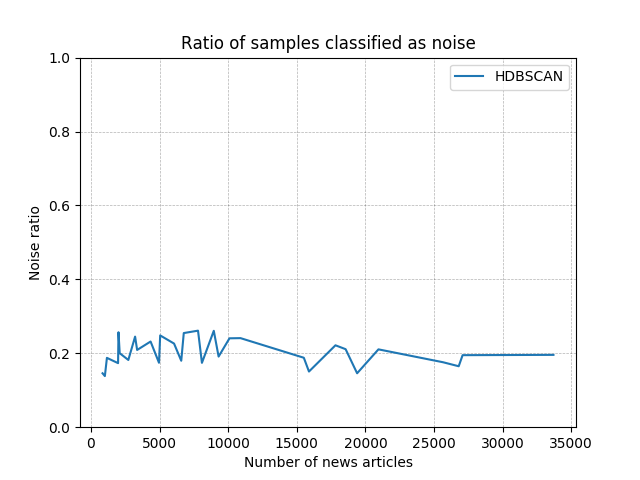 Ratio of samples classified as noise
HDBSCAN
Noise ratio
1.0
0.8
0.6
0.4
0.2
0.0
0 5000 10000 15000 20000 25000 30000 35000
Number of news articles